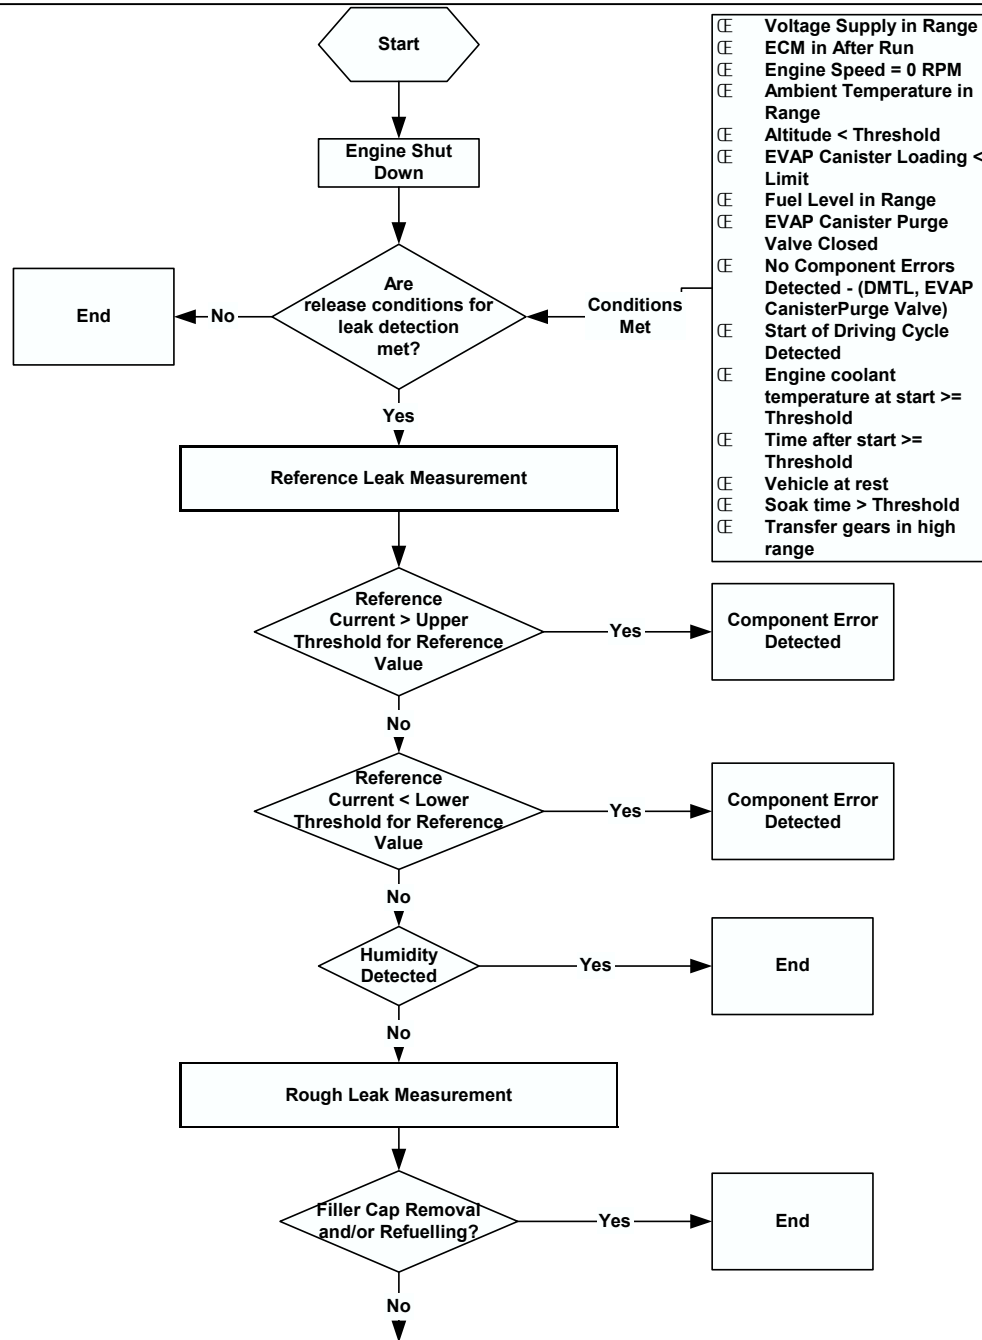 Start
Œ Voltage Supply in Range
Œ ECM in After Run
Œ Engine Speed = 0 RPM
Œ Ambient Temperature in
Range
Œ Altitude < Threshold
Œ EVAP Canister Loading <
Limit
Œ Fuel Level in Range
Œ EVAP Canister Purge
Valve Closed
Œ No Component Errors
Detected - (DMTL, EVAP
CanisterPurge Valve)
Œ Start of Driving Cycle
Detected
Œ Engine coolant
temperature at start >=
Threshold
Œ Time after start >=
Threshold
Œ Vehicle at rest
Œ Soak time > Threshold
Œ Transfer gears in high
range
Engine Shut
Down
Are
release conditions for
leak detection
met?
Conditions
Met
No
End
Yes
Reference Leak Measurement
Reference
Current > Upper
Threshold for Reference
Value
Yes
Component Error
Detected
No
Reference
Current < Lower
Threshold for Reference
Value
Yes
Component Error
Detected
No
Humidity
Detected
Yes
End
No
Rough Leak Measurement
Filler Cap Removal
and/or Refuelling?
Yes
End
No